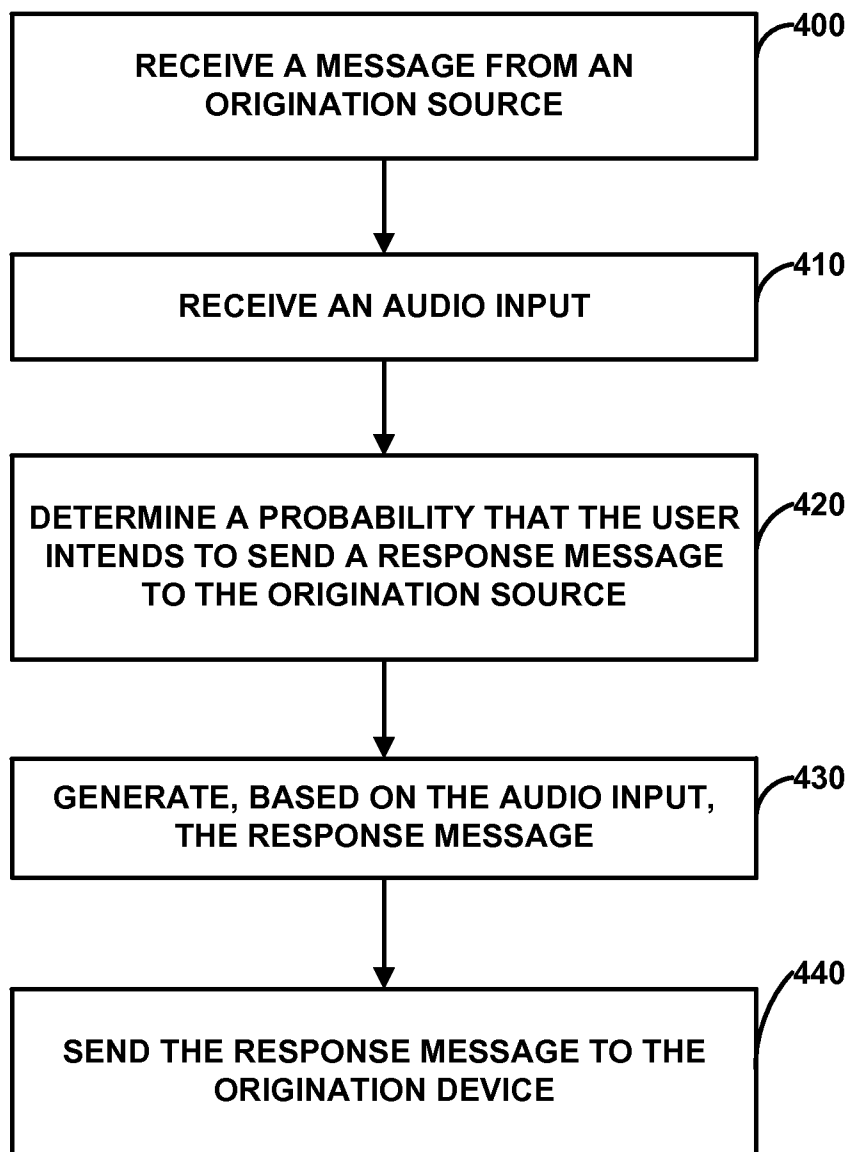 400
RECEIVE A MESSAGE FROM AN
ORIGINATION SOURCE
410
RECEIVE AN AUDIO INPUT
420
DETERMINE A PROBABILITY THAT THE USER
INTENDS TO SEND A RESPONSE MESSAGE
TO THE ORIGINATION SOURCE
430
GENERATE, BASED ON THE AUDIO INPUT,
THE RESPONSE MESSAGE
440
SEND THE RESPONSE MESSAGE TO THE
ORIGINATION DEVICE